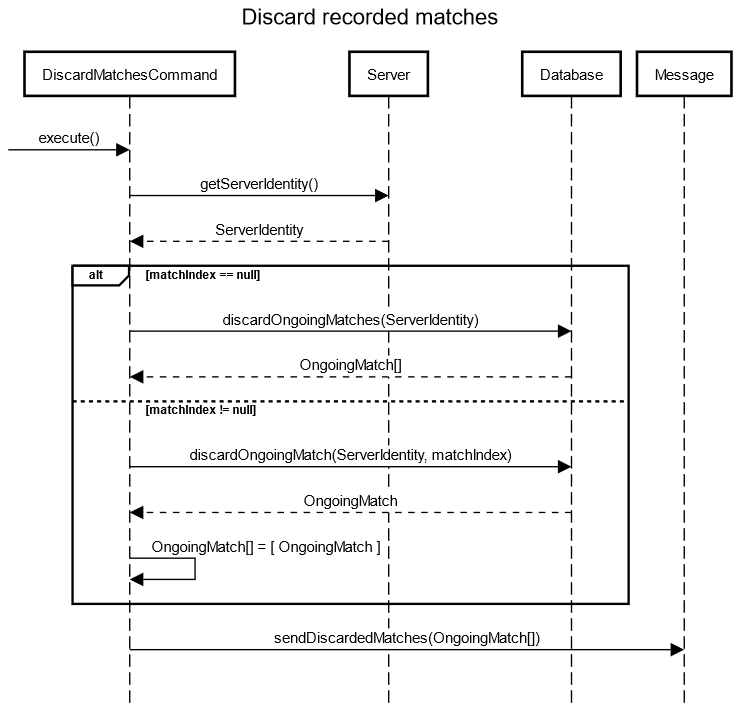 Discard recorded matches
DiscardMatchesCommand Server Database Message
execute()
getServerIdentity()
ServerIdentity
alt [matchIndex == null]
discardOngoingMatches(ServerIdentity)
OngoingMatch[]
[matchIndex != null]
discardOngoingMatch(ServerIdentity, matchIndex)
OngoingMatch
OngoingMatch[] = [ OngoingMatch ]
sendDiscardedMatches(OngoingMatch[])